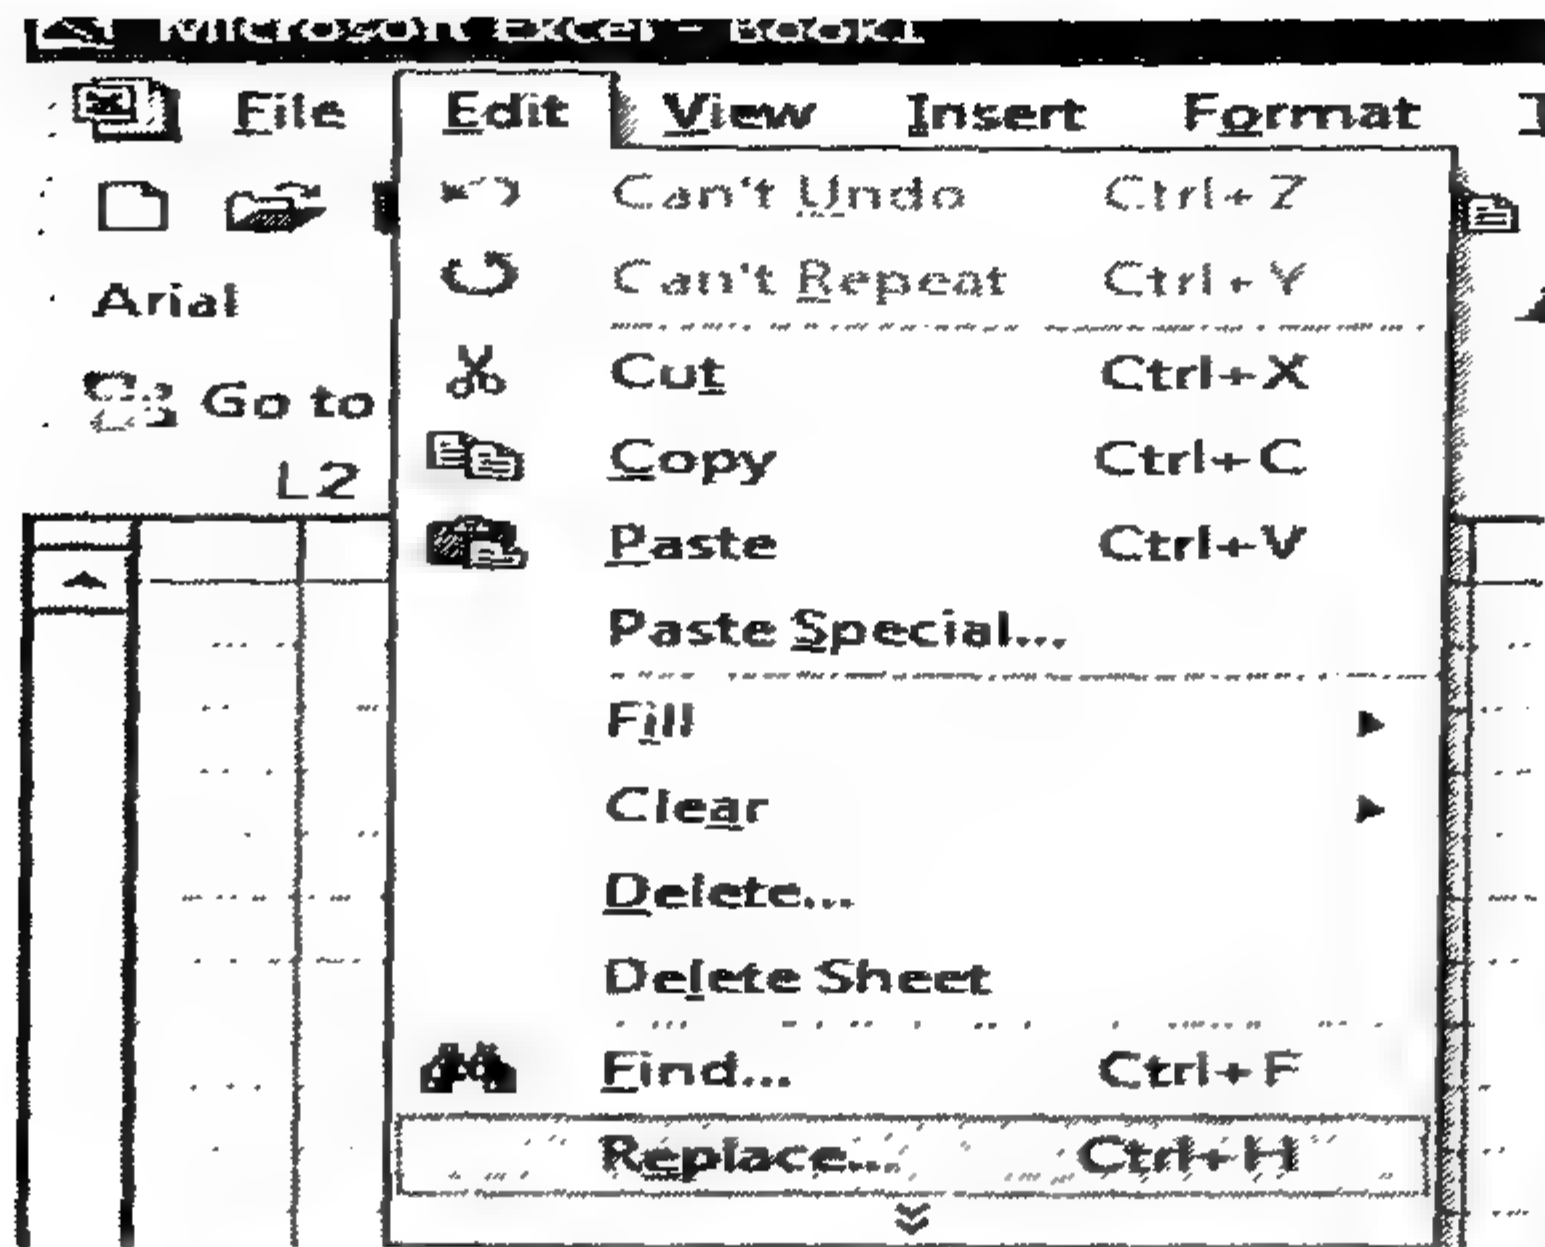 Microsoft Excel - Book1
File Edit View Insert Format
Can't Undo Ctrl+Z
Can't Repeat Ctrl+Y
Arial
Cut Ctrl+X
Go to
Copy Ctrl+C
L2
Paste Ctrl+V
Paste Special...
Fill
Clear
Delete...
Delete Sheet
Find... Ctrl+F
Replace... Ctrl+H